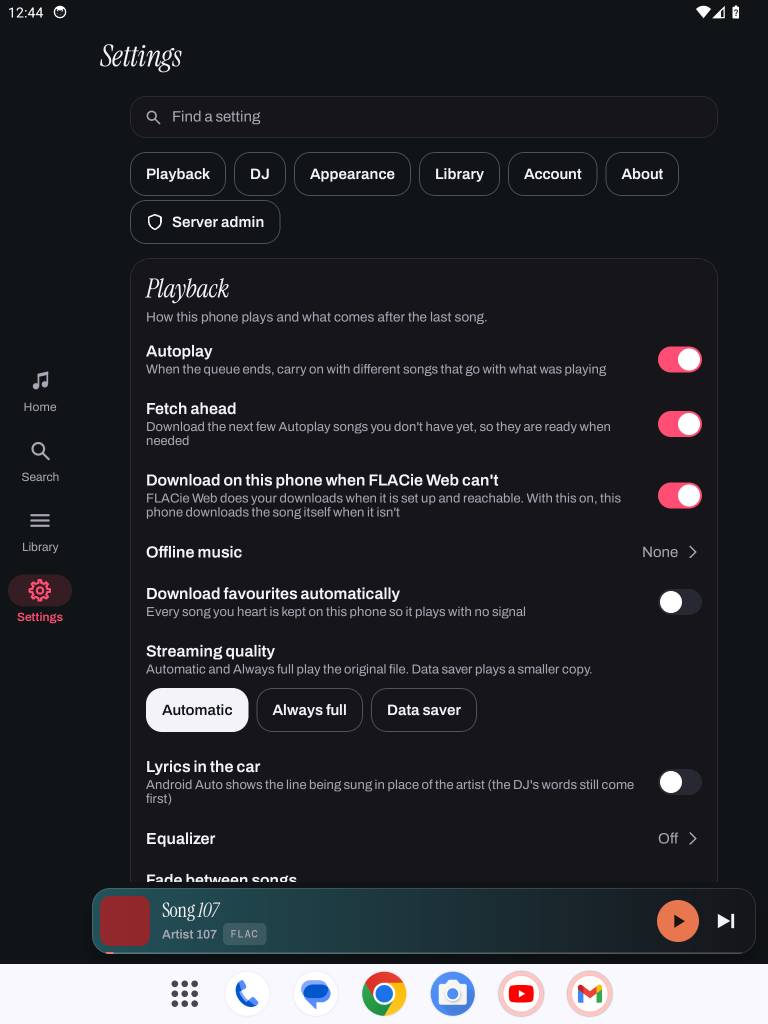 12:44
Settings
Find a setting
Playback
DJ
Appearance
Library
Account
About
Server admin
Playback
How this phone plays and what comes after the last song.
Autoplay
When the queue ends, carry on with different songs that go with what was playing
Fetch ahead
Download the next few Autoplay songs you don't have yet, so they are ready when
needed
Download on this phone when FLACie Web can't
FLACie Web does your downloads when it is set up and reachable. With this on, this
phone downloads the song itself when it isn't
Offline music
None
Download favourites automatically
Every song you heart is kept on this phone so it plays with no signal
Streaming quality
Automatic and Always full play the original file. Data saver plays a smaller copy.
Automatic
Always full
Data saver
Lyrics in the car
Android Auto shows the line being sung in place of the artist (the DJ's words still come
first)
Equalizer
Off
Fade between songs
Home
Search
Library
Settings
Song 107
Artist 107
FLAC